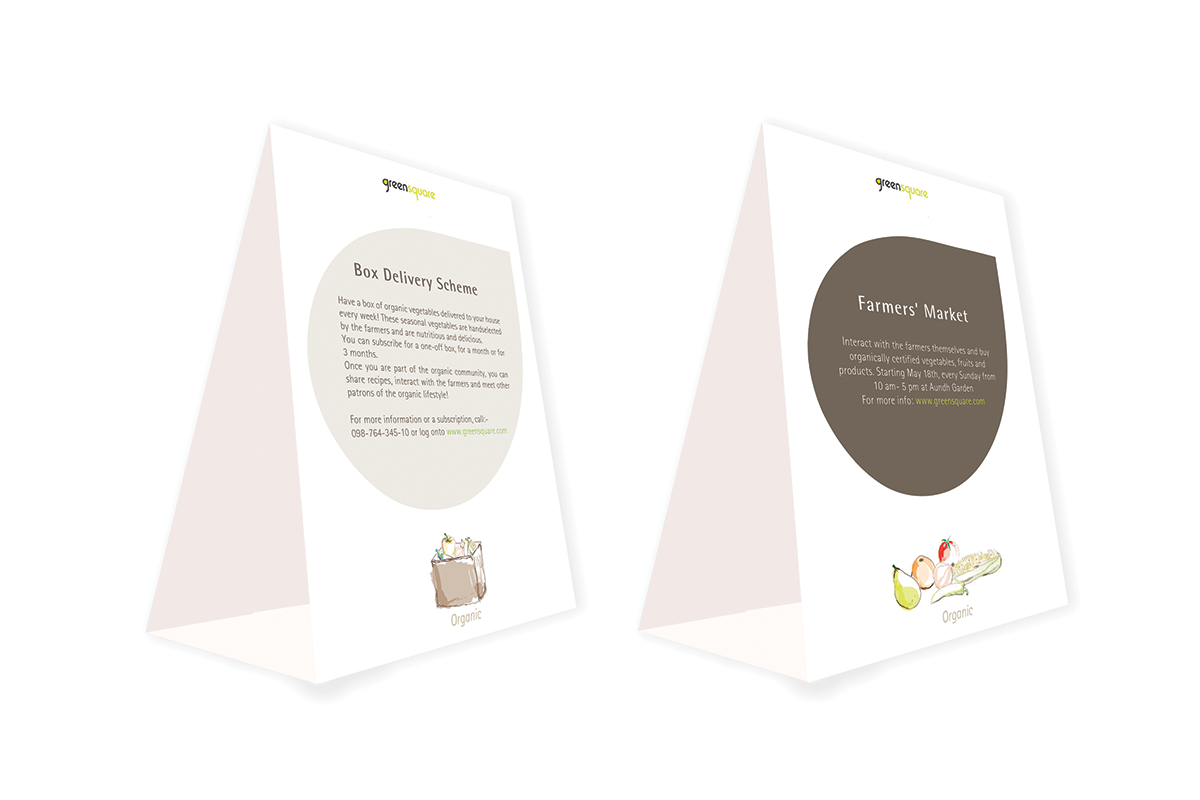 greensquare
Box Delivery Scheme
Have a box of organic vegetables delivered to your house
every week! These seasonal vegetables are handselected
by the farmers and are nutritious and delicious.
You can subscribe for a one-off box, for a month or for
3 months.
Once you are part of the organic community, you can
share recipes, interact with the farmers and meet other
patrons of the organic lifestyle!
For more information or a subscription, call:-
098-764-345-10 or log onto www.greensquare.com
Organic
greensquare
Farmers' Market
Interact with the farmers themselves and buy
organically certified vegetables, fruits and
products. Starting May 18th, every Sunday from
10 am- 5 pm at Aundh Garden
For more info: www.greensquare.com
Organic